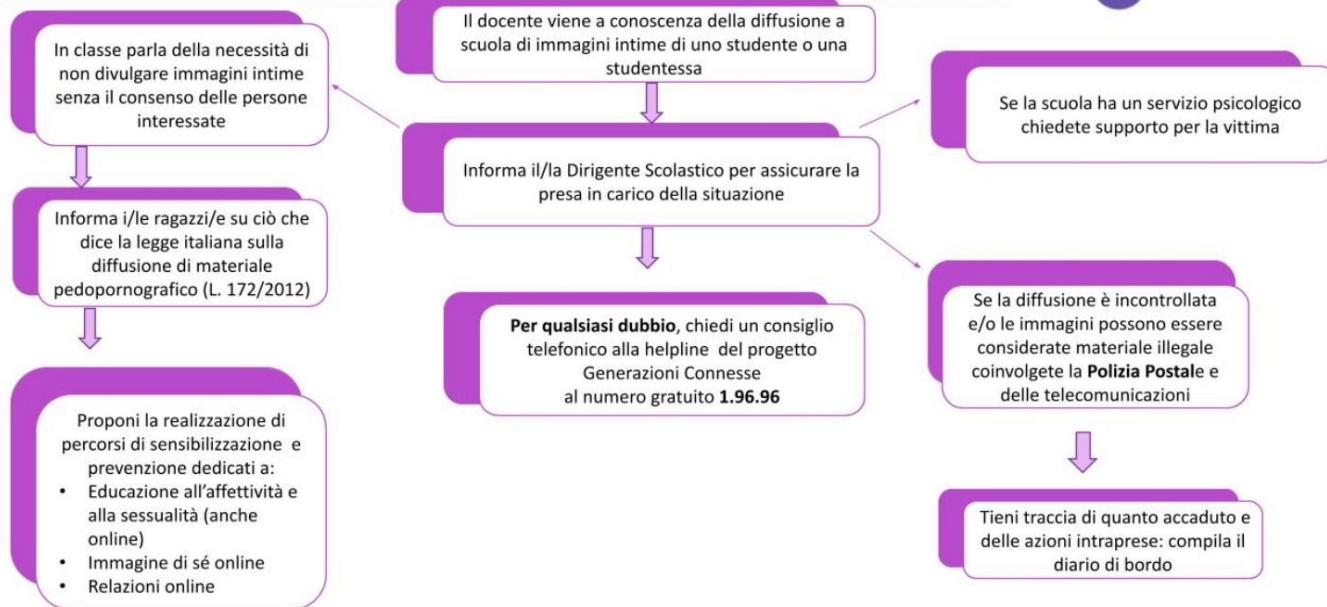 Il docente viene a conoscenza della diffusione a
scuola di immagini intime di uno studente o una
studentessa
In classe parla della necessità di
non divulgare immagini intime
senza il consenso delle persone
interessate
Se la scuola ha un servizio psicologico
chiedete supporto per la vittima
Informa il/la Dirigente Scolastico per assicurare la
presa in carico della situazione
Informa i/le ragazzi/e su ciò che
dice la legge italiana sulla
diffusione di materiale
pedopornografico (L. 172/2012)
Per qualsiasi dubbio, chiedi un consiglio
telefonico alla helpline del progetto
Generazioni Connesse
al numero gratuito 1.96.96
Se la diffusione è incontrollata
e/o le immagini possono essere
considerate materiale illegale
coinvolgete la Polizia Postale e
delle telecomunicazioni
Proponi la realizzazione di
percorsi di sensibilizzazione e
prevenzione dedicati a:
• Educazione all'affettività e
alla sessualità (anche
online)
• Immagine di sé online
• Relazioni online
Tieni traccia di quanto accaduto e
delle azioni intraprese: compila il
diario di bordo